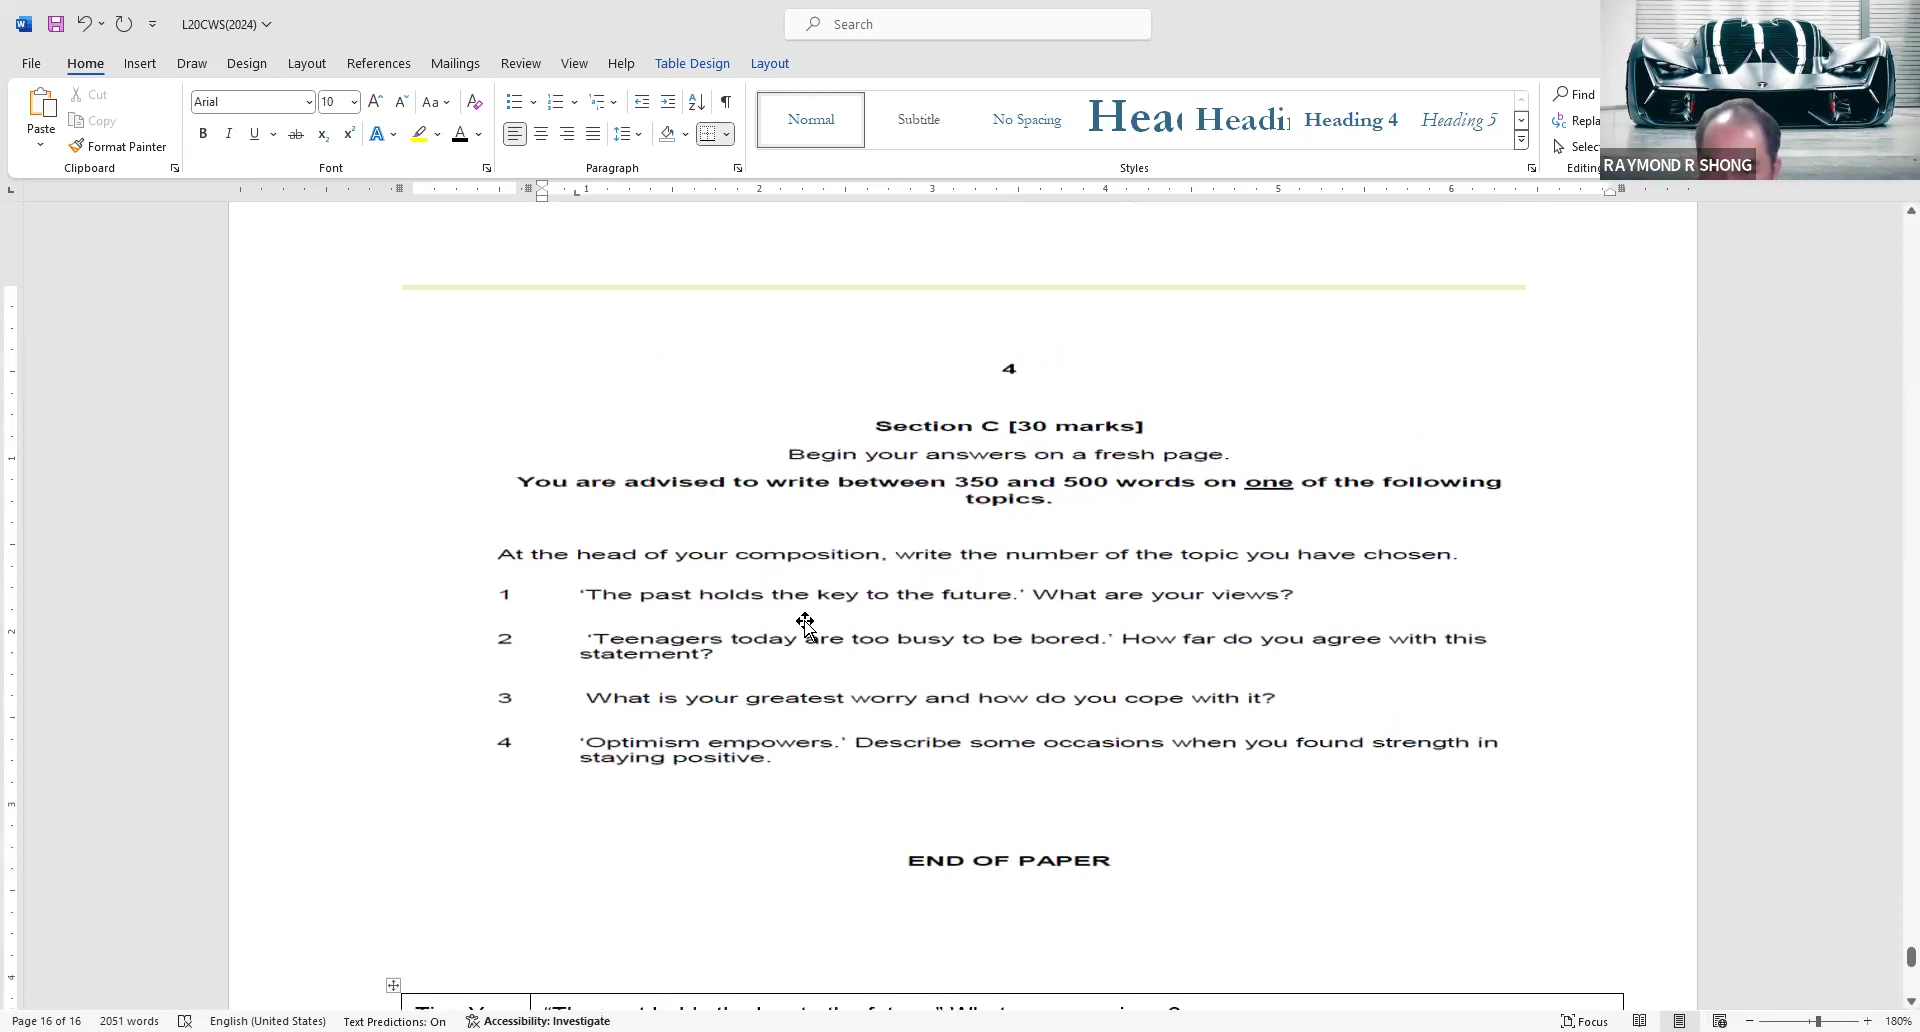 L20CWS(2024)
Search
File Home Insert Draw Design Layout References Mailings Review View Help Table Design Layout
Paste
Cut
Copy
Format Painter
Clipboard
Arial 10
Font
Paragraph
Normal Subtitle No Spacing Heading 4 Heading 5
Styles
Find
Repla
Select
Editing
RAYMOND R SHONG
1 2 3 4 5 6
4
Section C [30 marks]
Begin your answers on a fresh page.
You are advised to write between 350 and 500 words on one of the following
topics.
At the head of your composition, write the number of the topic you have chosen.
1 ‘The past holds the key to the future.’ What are your views?
2 ‘Teenagers today are too busy to be bored.’ How far do you agree with this
statement?
3 What is your greatest worry and how do you cope with it?
4 ‘Optimism empowers.’ Describe some occasions when you found strength in
staying positive.
END OF PAPER
Page 16 of 16 2051 words English (United States) Text Predictions: On Accessibility: Investigate Focus 180%